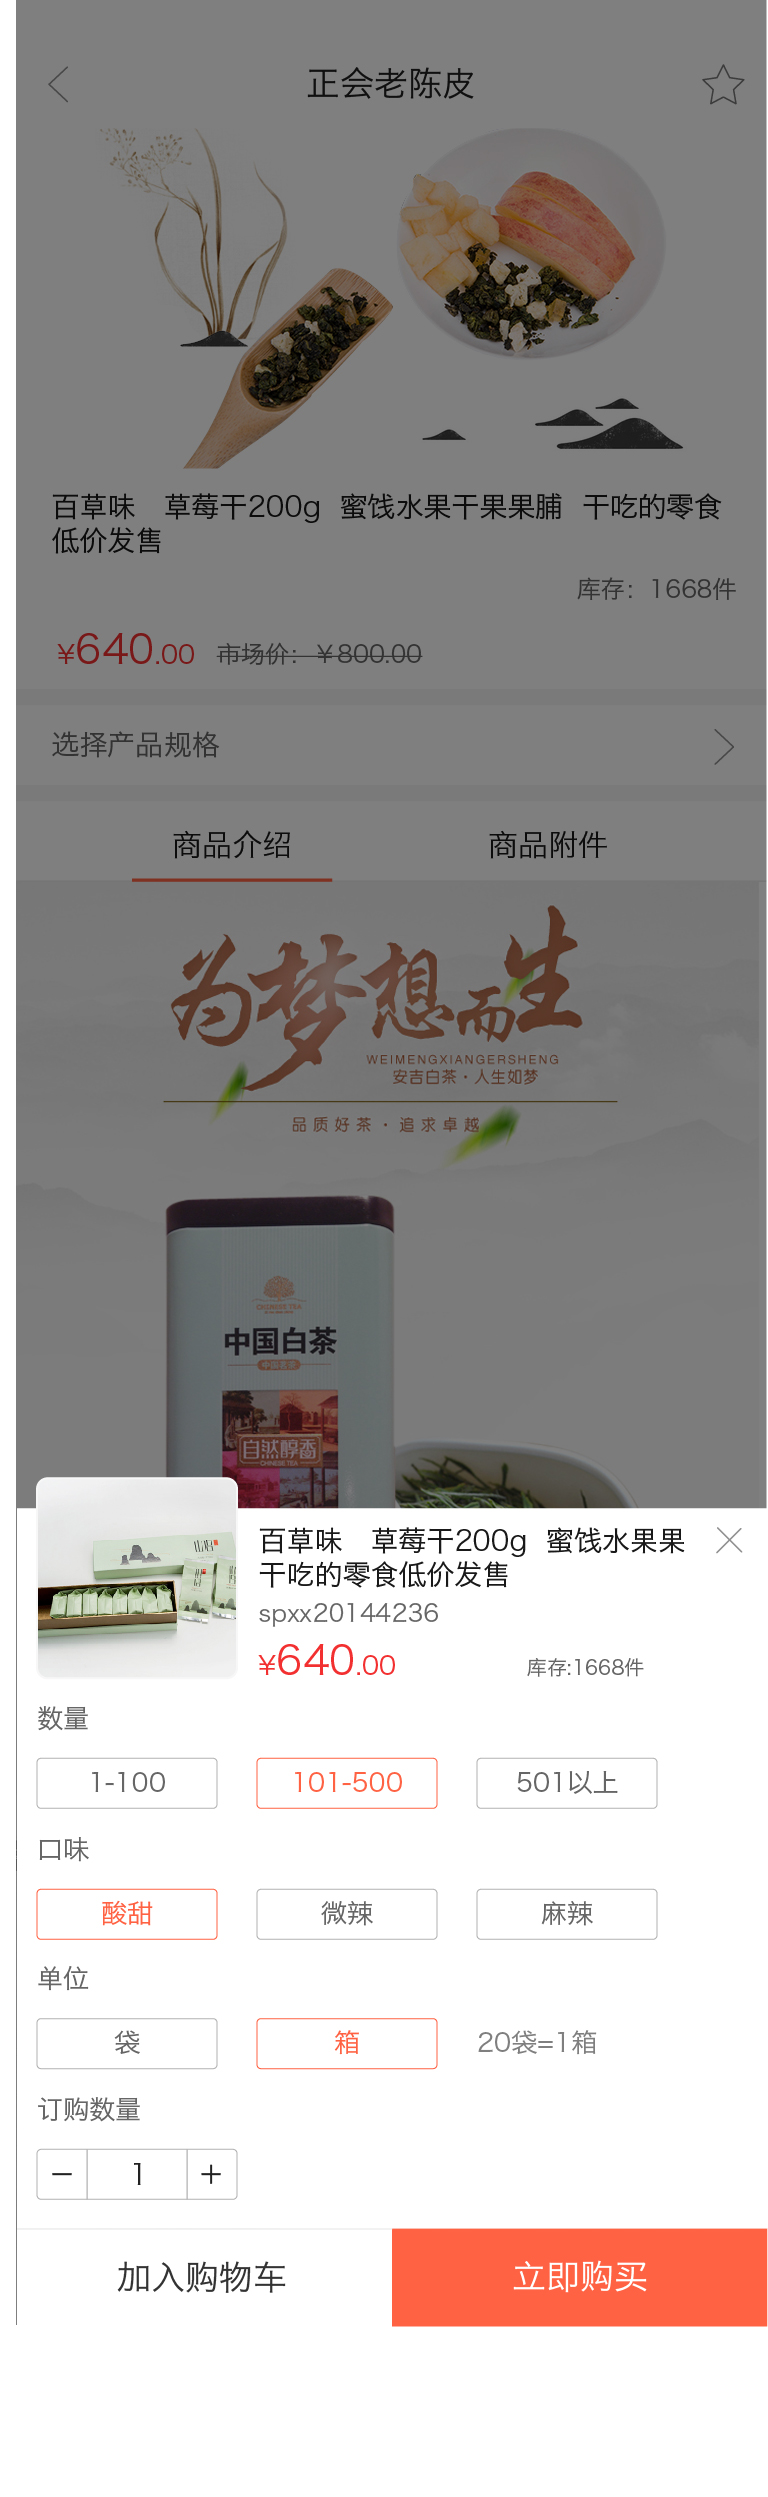 正会老陈皮
百草味 草莓干200g 蜜饯水果干果果脯 干吃的零食
低价发售
库存：1668件
¥640.00 市场价：￥800.00
选择产品规格
商品介绍 商品附件
为梦想而生
WEIMENGXIANGERSHENG
安吉白茶·人生如梦
品质好茶 · 追求卓越
CHINESE TEA
中国白茶
自然醇香
CHINESE TEA
百草味 草莓干200g 蜜饯水果果
干吃的零食低价发售
spxx20144236
¥640.00 库存:1668件
数量
1-100 101-500 501以上
口味
酸甜 微辣 麻辣
单位
袋 箱 20袋=1箱
订购数量
− 1 +
加入购物车 立即购买